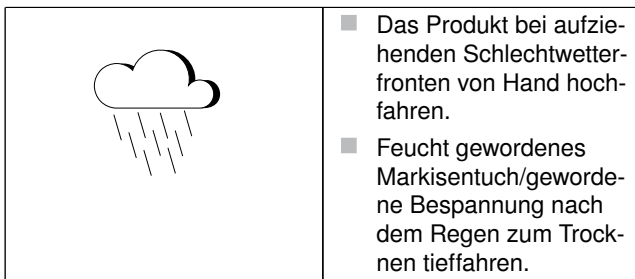 Das Produkt bei aufzie-
henden Schlechtwetter-
fronten von Hand hoch-
fahren.
Feucht gewordenes
Markisentuch/geworde-
ne Bespannung nach
dem Regen zum Trock-
nen tieffahren.